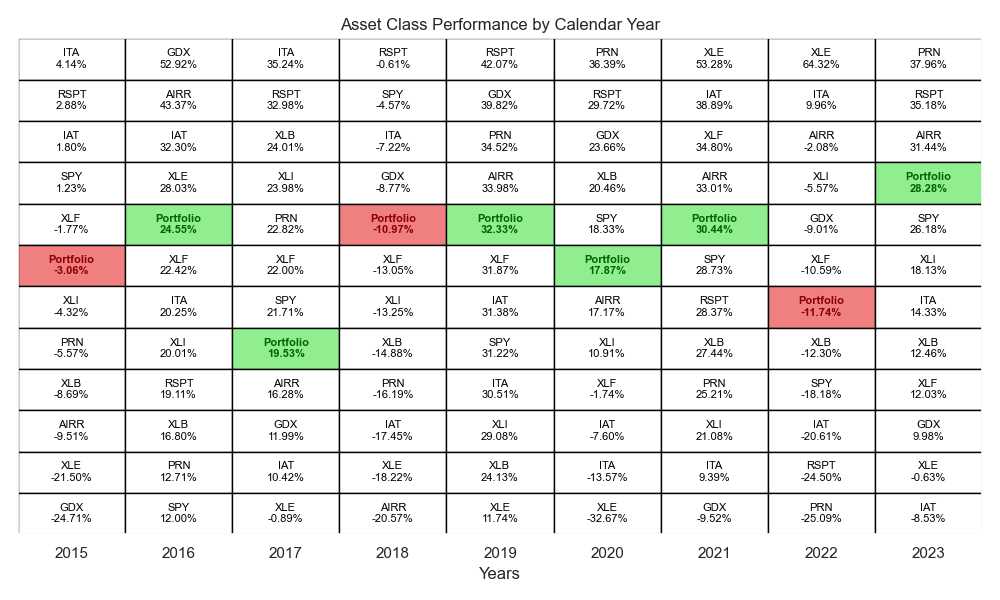 Asset Class Performance by Calendar Year
ITA GDX ITA RSPT RSPT PRN XLE XLE PRN
4.14% 52.92% 35.24% -0.61% 42.07% 36.39% 53.28% 64.32% 37.96%
RSPT AIRR RSPT SPY GDX RSPT IAT ITA RSPT
2.88% 43.37% 32.98% -4.57% 39.82% 29.72% 38.89% 9.96% 35.18%
IAT IAT XLB ITA PRN GDX XLF AIRR AIRR
1.80% 32.30% 24.01% -7.22% 34.52% 23.66% 34.80% -2.08% 31.44%
SPY XLE XLI GDX AIRR XLB AIRR XLI Portfolio
1.23% 28.03% 23.98% -8.77% 33.98% 20.46% 33.01% -5.57% 28.28%
XLF Portfolio PRN Portfolio Portfolio SPY Portfolio GDX SPY
-1.77% 24.55% 22.82% -10.97% 32.33% 18.33% 30.44% -9.01% 26.18%
Portfolio XLF XLF XLF XLF Portfolio SPY XLF XLI
-3.06% 22.42% 22.00% -13.05% 31.87% 17.87% 28.73% -10.59% 18.13%
XLI ITA SPY XLI IAT AIRR RSPT Portfolio ITA
-4.32% 20.25% 21.71% -13.25% 31.38% 17.17% 28.37% -11.74% 14.33%
PRN XLI Portfolio XLB SPY XLI XLB XLB XLB
-5.57% 20.01% 19.53% -14.88% 31.22% 10.91% 27.44% -12.30% 12.46%
XLB RSPT AIRR PRN ITA XLF PRN SPY XLF
-8.69% 19.11% 16.28% -16.19% 30.51% -1.74% 25.21% -18.18% 12.03%
AIRR XLB GDX IAT XLI IAT XLI IAT GDX
-9.51% 16.80% 11.99% -17.45% 29.08% -7.60% 21.08% -20.61% 9.98%
XLE PRN IAT XLE XLB ITA ITA RSPT XLE
-21.50% 12.71% 10.42% -18.22% 24.13% -13.57% 9.39% -24.50% -0.63%
GDX SPY XLE AIRR XLE XLE GDX PRN IAT
-24.71% 12.00% -0.89% -20.57% 11.74% -32.67% -9.52% -25.09% -8.53%
2015 2016 2017 2018 2019 2020 2021 2022 2023
Years